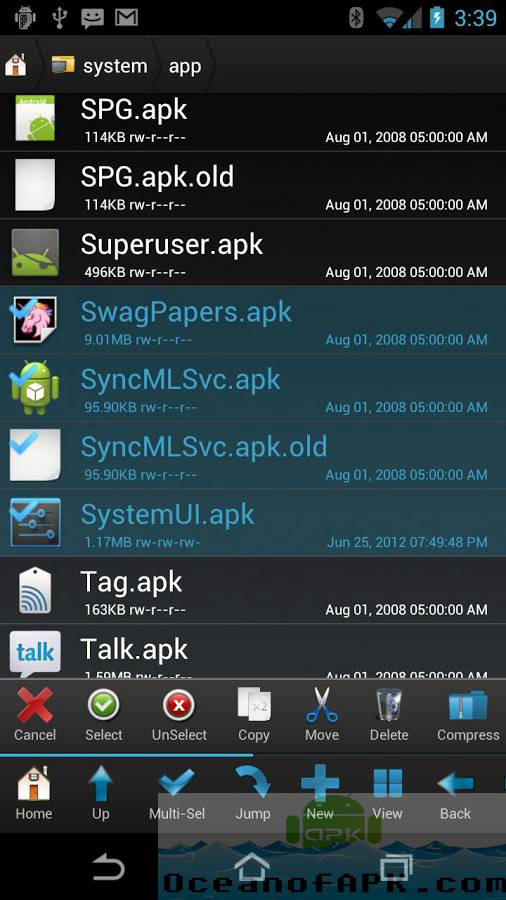 3:39
system app
Android
SPG.apk
114KB rw-r--r-- Aug 01, 2008 05:00:00 AM
SPG.apk.old
114KB rw-r--r-- Aug 01, 2008 05:00:00 AM
Superuser.apk
496KB rw-r--r-- Aug 01, 2008 05:00:00 AM
SwagPapers.apk
9.01MB rw-r--r-- Aug 01, 2008 05:00:00 AM
SyncMLSvc.apk
95.90KB rw-r--r-- Aug 01, 2008 05:00:00 AM
SyncMLSvc.apk.old
95.90KB rw-r--r-- Aug 01, 2008 05:00:00 AM
SystemUI.apk
1.17MB rw-rw-rw- Jun 25, 2012 07:49:48 PM
Tag.apk
163KB rw-r--r-- Aug 01, 2008 05:00:00 AM
talk
Talk.apk
1.59MB rw-r--r-- Aug 01, 2008 05:00:00 AM
x2
Cancel Select UnSelect Copy Move Delete Compress
Home Up Multi-Sel Jump New View Back
APK
OceanofAPK.com